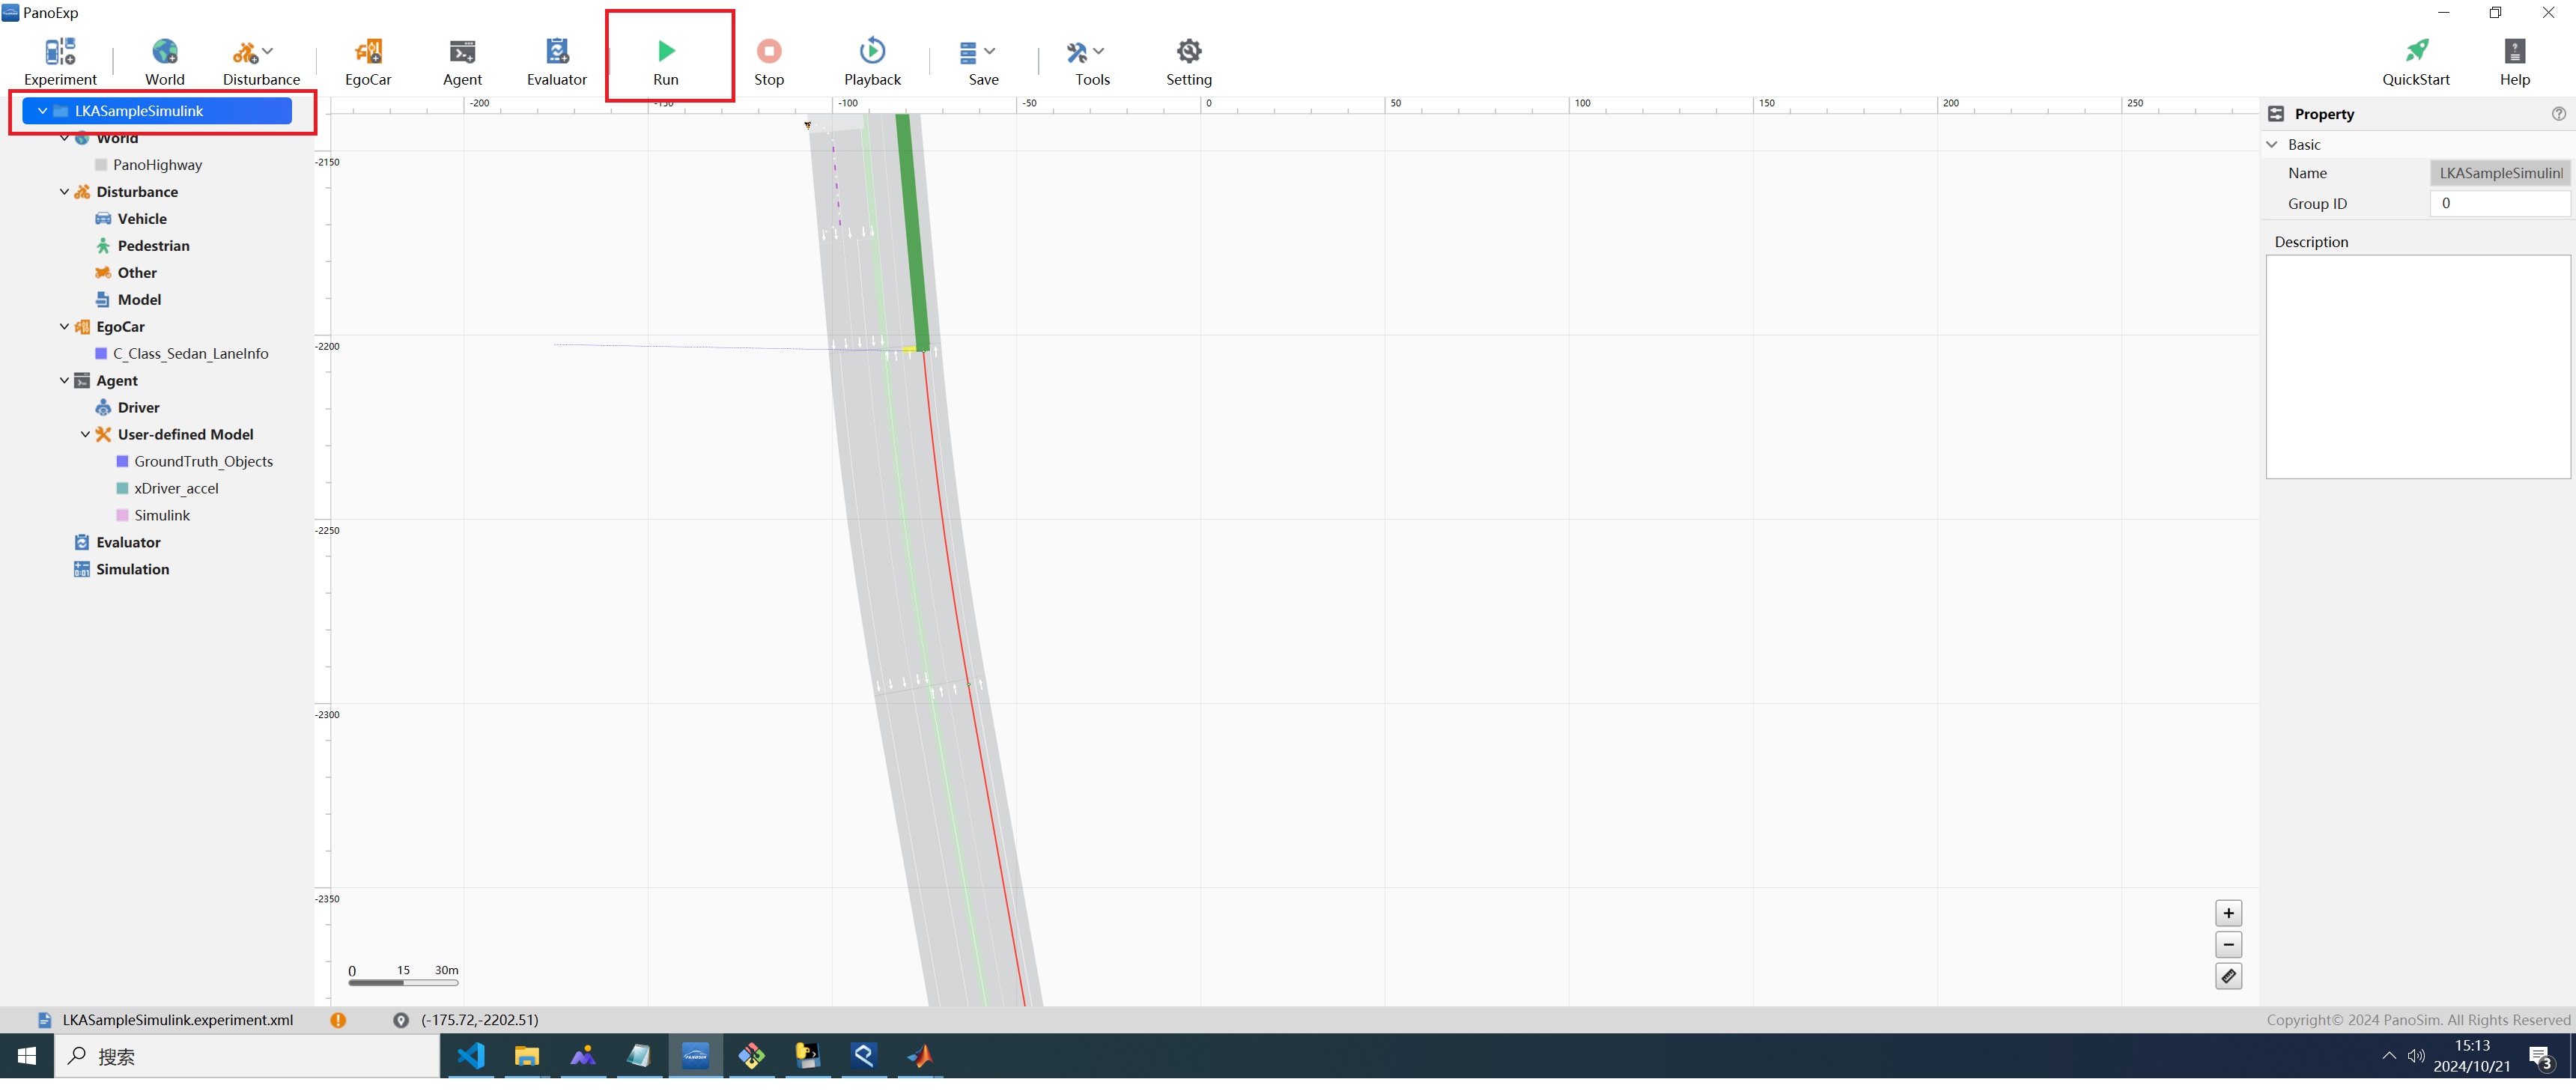 PanoExp
Experiment World Disturbance EgoCar Agent Evaluator Run Stop Playback Save Tools Setting QuickStart Help
LKASampleSimulink
World
PanoHighway
Disturbance
Vehicle
Pedestrian
Other
Model
EgoCar
C_Class_Sedan_LaneInfo
Agent
Driver
User-defined Model
GroundTruth_Objects
xDriver_accel
Simulink
Evaluator
Simulation
-200 -150 -100 -50 0 50 100 150 200 250
-2150
-2200
-2250
-2300
-2350
0 15 30m
Property
Basic
Name LKASampleSimulin
Group ID 0
Description
+
−
LKASampleSimulink.experiment.xml (-175.72,-2202.51) Copyright© 2024 PanoSim. All Rights Reserved
搜索
15:13
2024/10/21
3